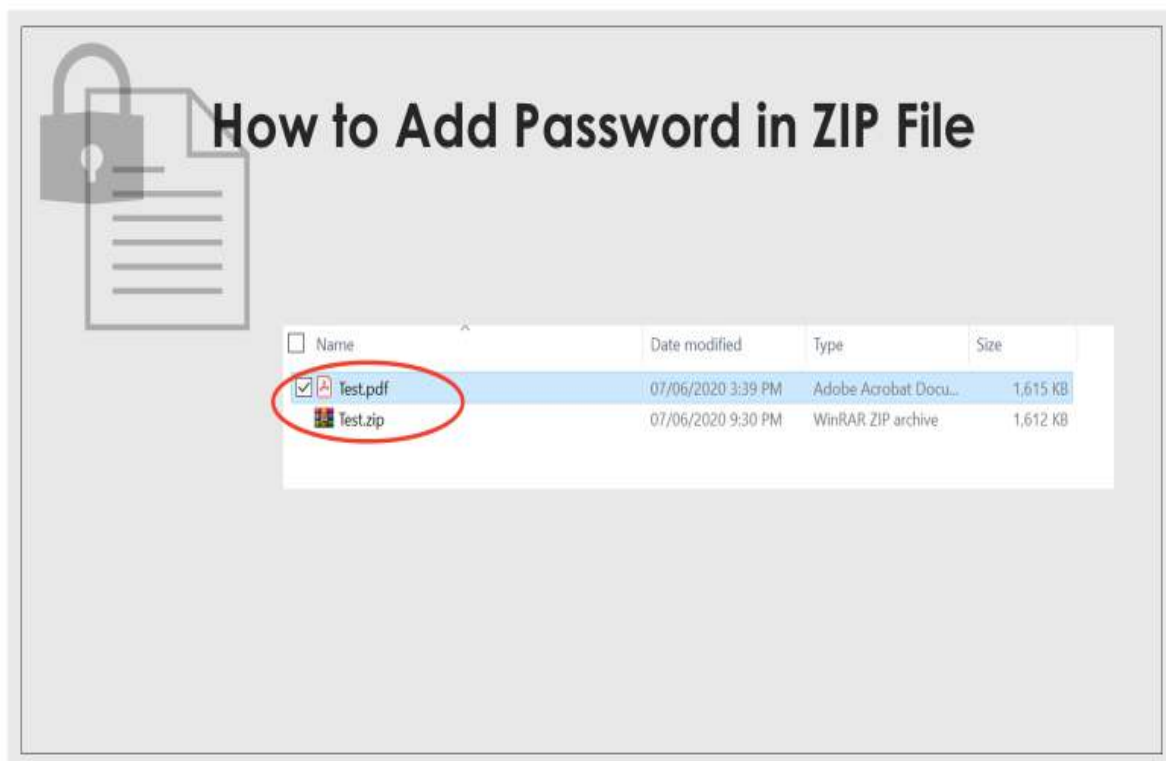 How to Add Password in ZIP File
Name Date modified Type Size
Test.pdf 07/06/2020 3:39 PM Adobe Acrobat Docu... 1,615 KB
Test.zip 07/06/2020 9:30 PM WinRAR ZIP archive 1,612 KB